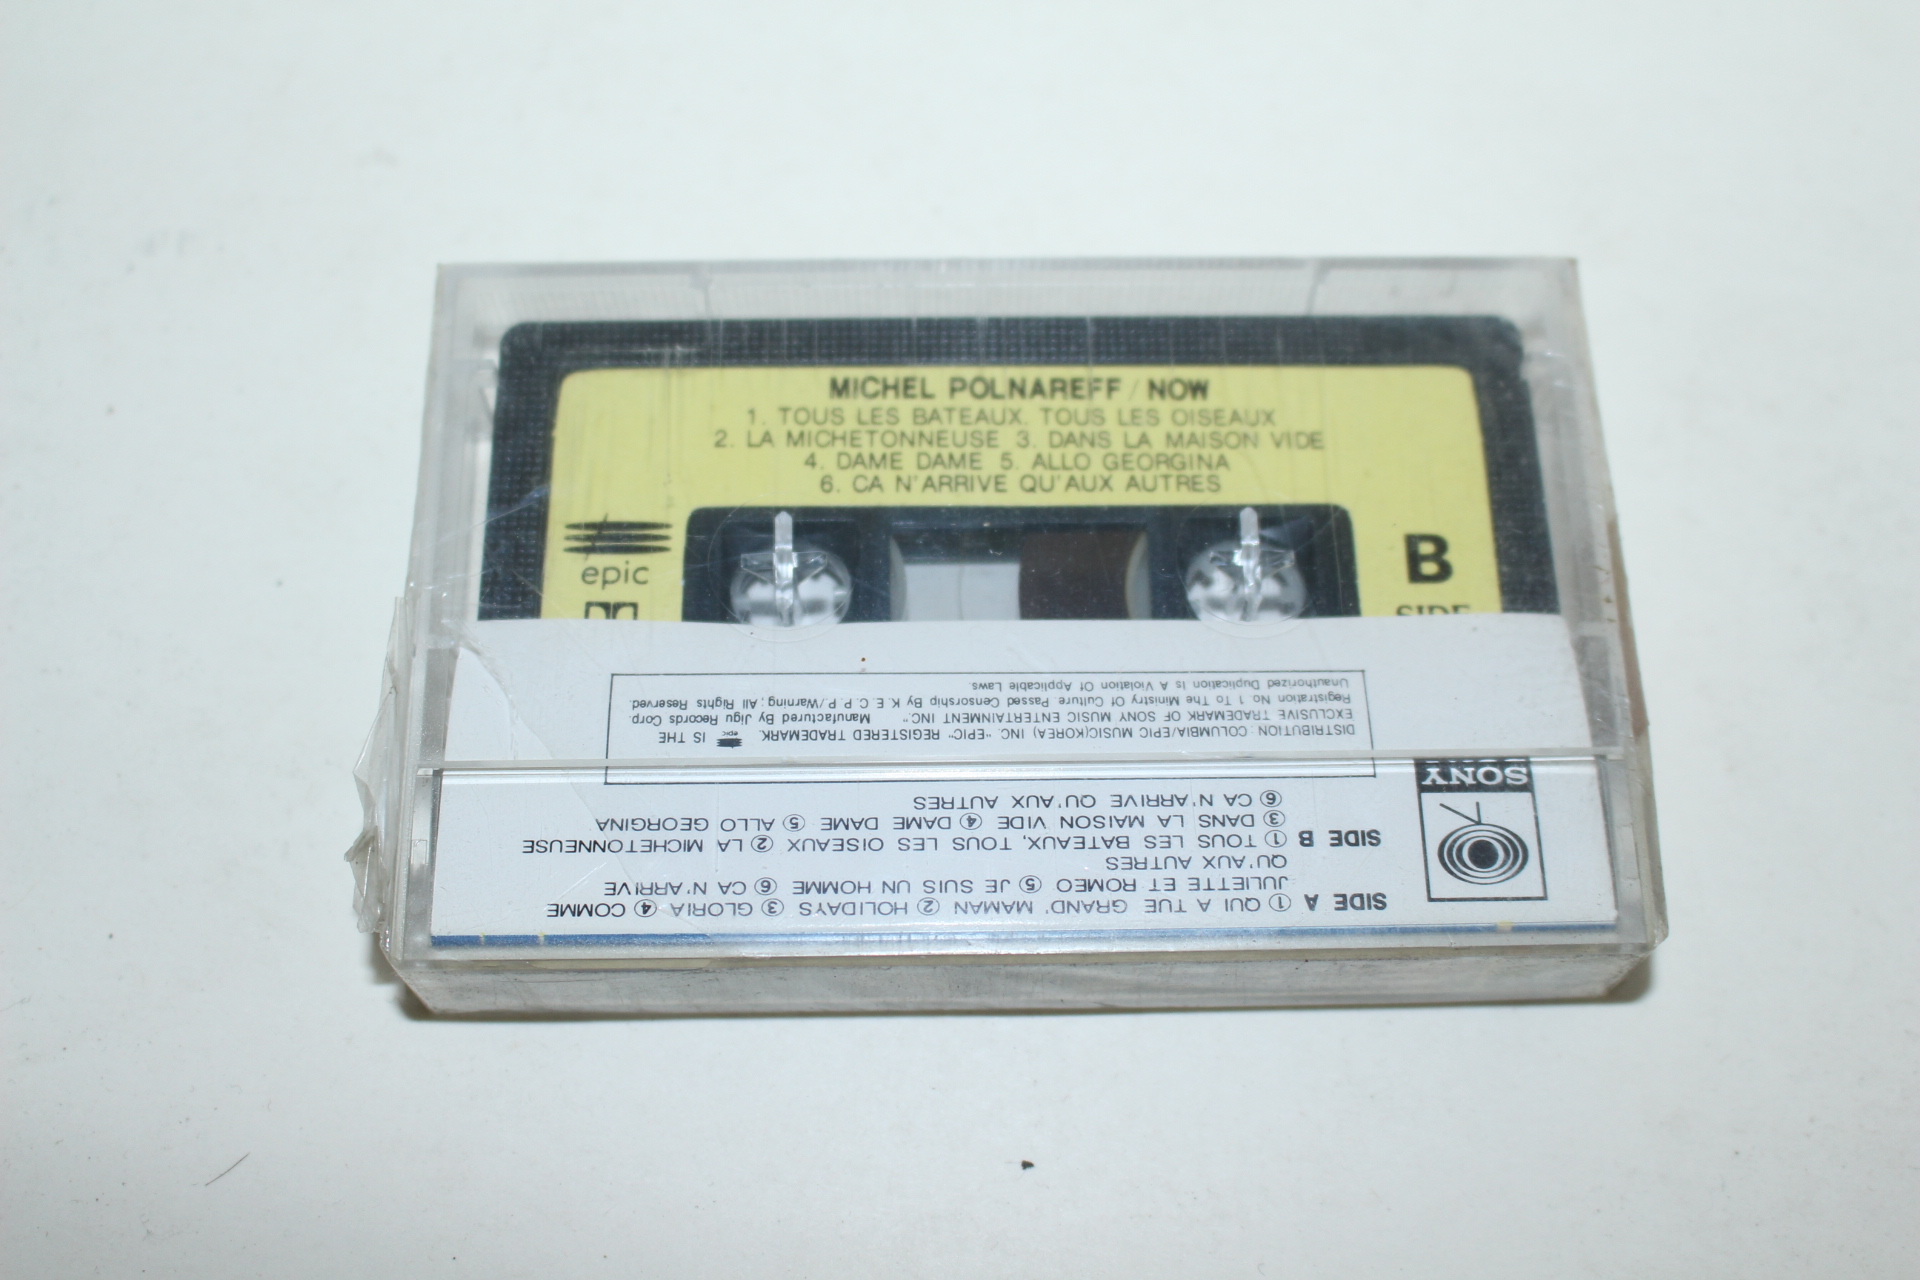 MICHEL POLNAREFF / NOW
1. TOUS LES BATEAUX. TOUS LES OISEAUX
2. LA MICHETONNEUSE 3. DANS LA MAISON VIDE
4. DAME DAME 5. ALLO GEORGINA
6. CA N'ARRIVE QU'AUX AUTRES
epic
B
SIDE
SONY
SIDE A ① QUI A TUE GRAND' MAMAN ② HOLIDAYS ③ GLORIA ④ COMME
JULIETTE ET ROMEO ⑤ JE SUIS UN HOMME ⑥ CA N'ARRIVE
QU'AUX AUTRES
SIDE B ① TOUS LES BATEAUX, TOUS LES OISEAUX ② LA MICHETONNEUSE
③ DANS LA MAISON VIDE ④ DAME DAME ⑤ ALLO GEORGINA
⑥ CA N'ARRIVE QU'AUX AUTRES
DISTRIBUTION : COLUMBIA/EPIC MUSIC(KOREA) INC. "EPIC" REGISTERED TRADEMARK. epic IS THE
EXCLUSIVE TRADEMARK OF SONY MUSIC ENTERTAINMENT INC." Manufactured By Jigu Records Corp.
Registration No. 1 To The Ministry Of Culture. Passed Censorship By K. E. C. P. P./Warning; All Rights Reserved.
Unauthorized Duplication Is A Violation Of Applicable Laws.